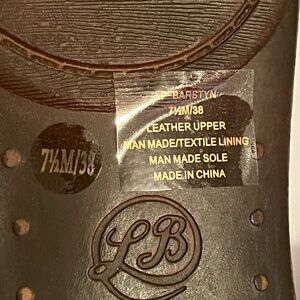 LP-BARSTYN
7½M/38
LEATHER UPPER
MAN MADE/TEXTILE LINING
MAN MADE SOLE
MADE IN CHINA
7½M/38
LB